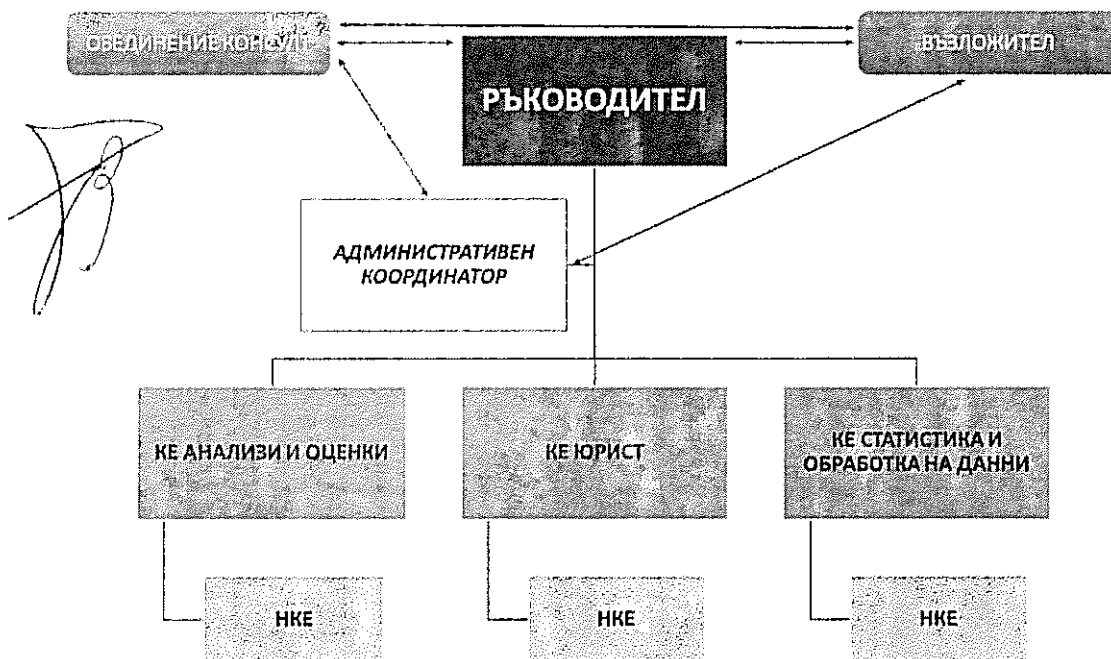 ОБЕДИНЕНИЕ КОНСУЛТ
ВЪЗЛОЖИТЕЛ
РЪКОВОДИТЕЛ
АДМИНИСТРАТИВЕН
КООРДИНАТОР
КЕ АНАЛИЗИ И ОЦЕНКИ
КЕ ЮРИСТ
КЕ СТАТИСТИКА И
ОБРАБОТКА НА ДАННИ
НКЕ
НКЕ
НКЕ